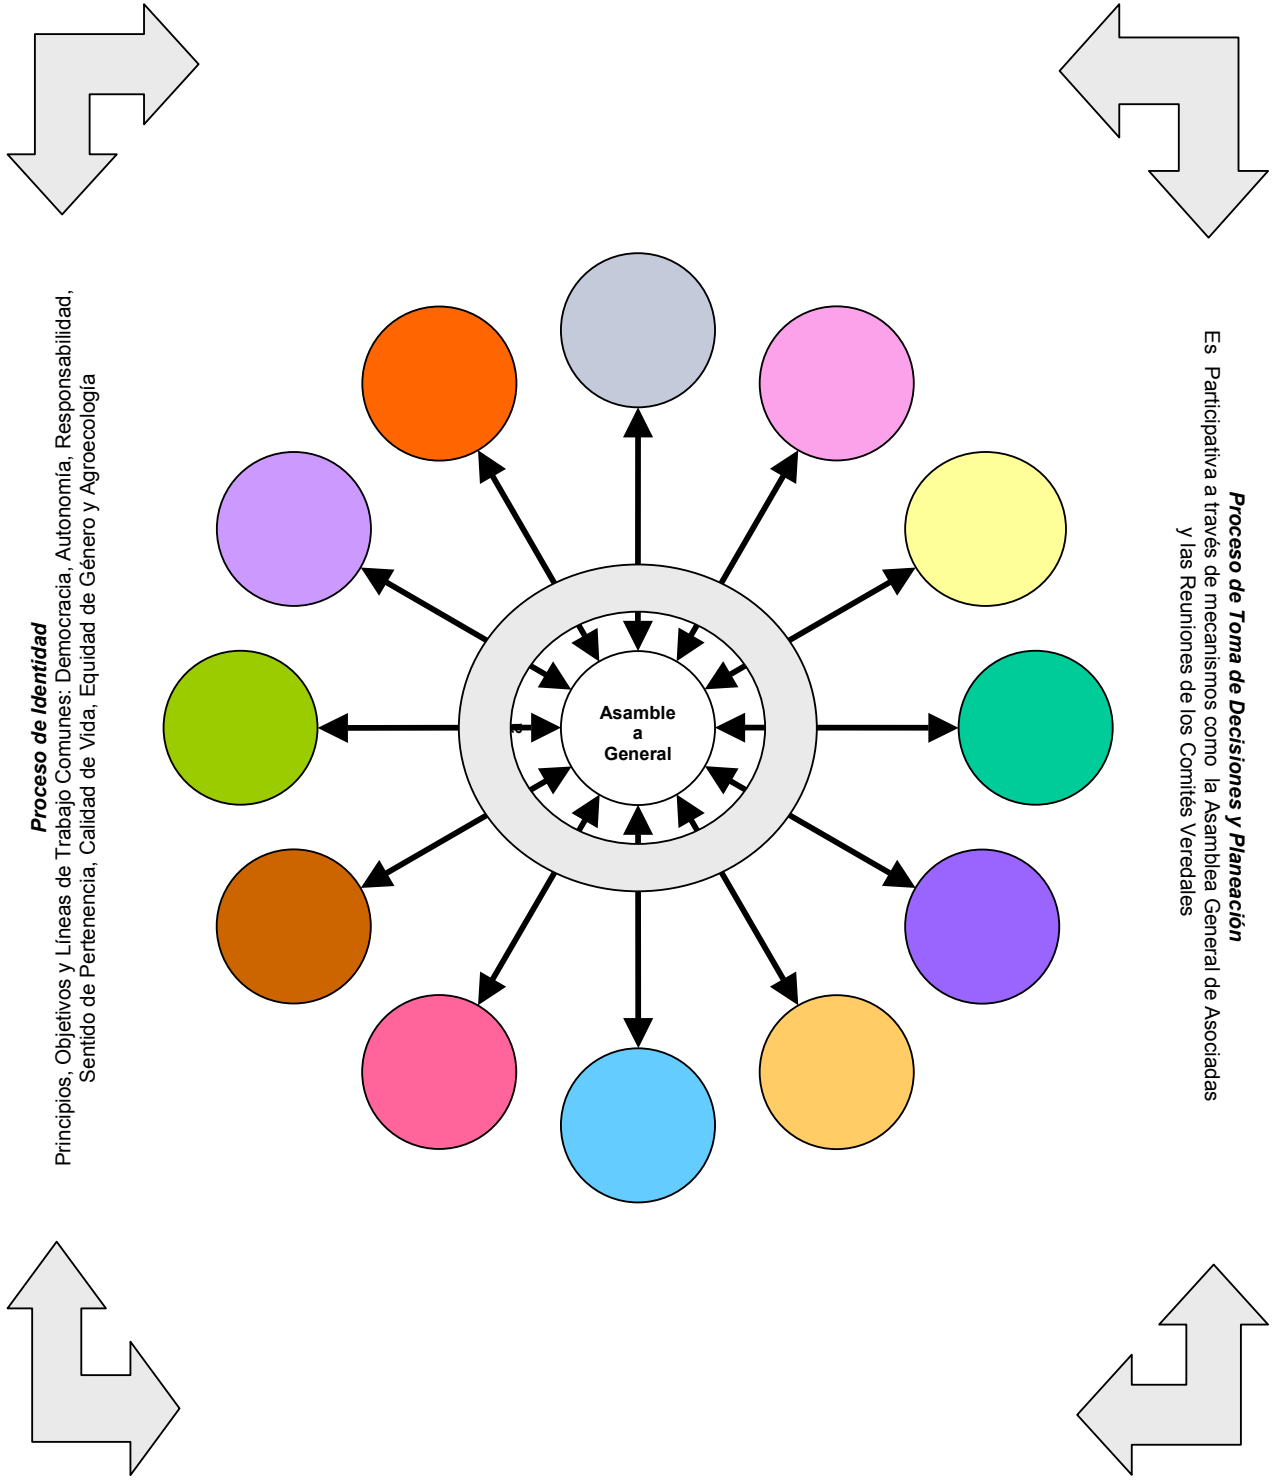 Proceso de Identidad
Principios, Objetivos y Líneas de Trabajo Comunes: Democracia, Autonomía, Responsabilidad,
Sentido de Pertenencia, Calidad de Vida, Equidad de Género y Agroecología
Asamble
a
General
Proceso de Toma de Decisiones y Planeación
Es Participativa a través de mecanismos como la Asamblea General de Asociadas
y las Reuniones de los Comités Veredales